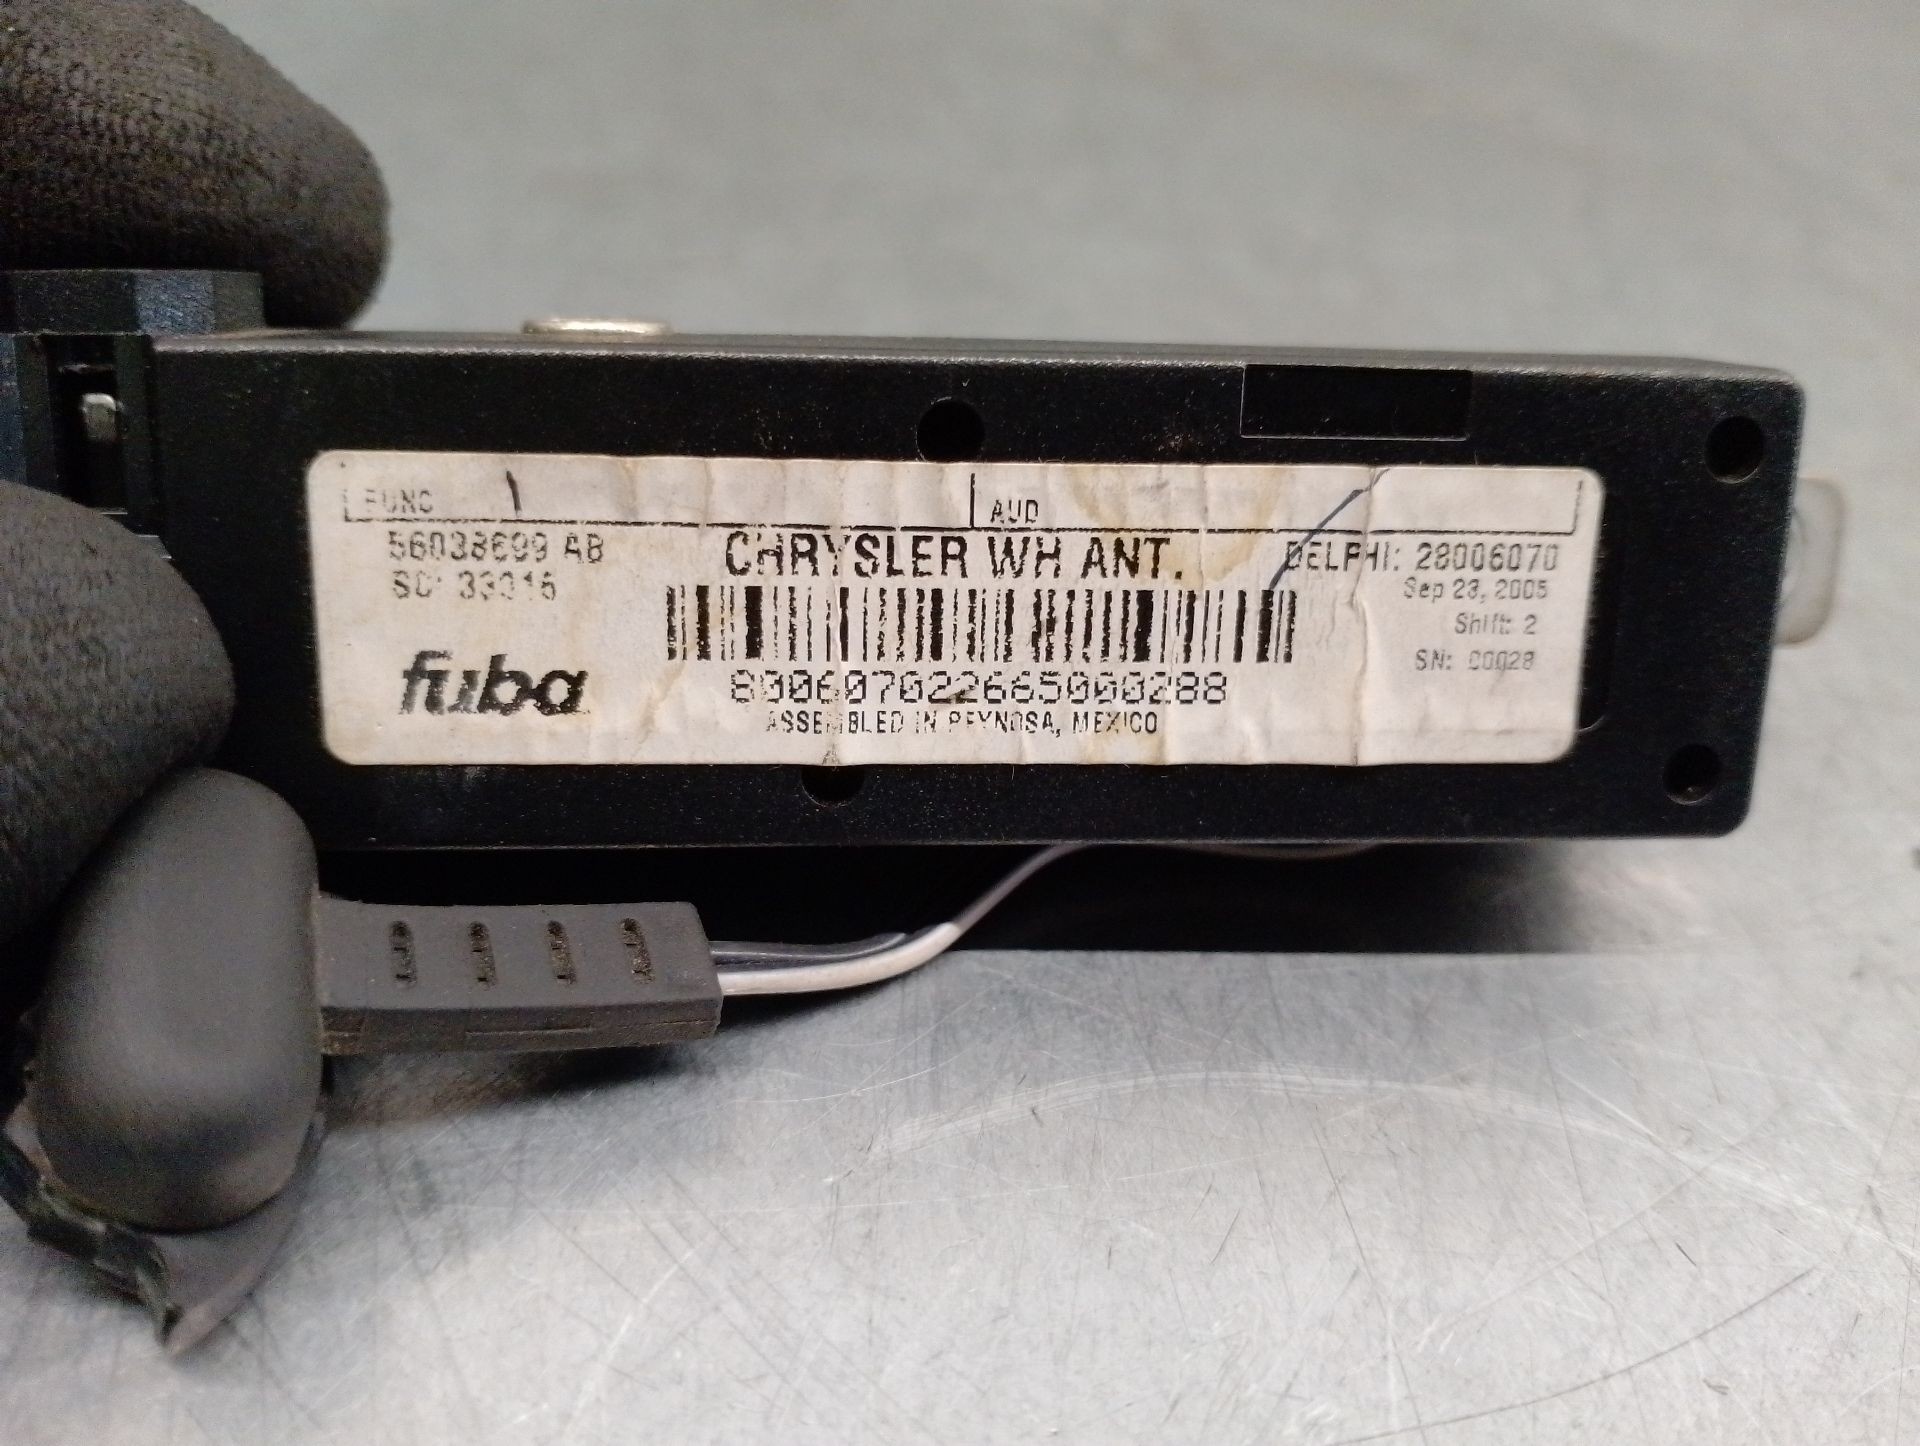 FUNC
AUD
56038699 AB
CHRYSLER WH ANT.
DELPHI: 28006070
SC: 33316
Sep 23, 2005
Shift: 2
SN: 00028
fuba
800607022665000288
ASSEMBLED IN REYNOSA, MEXICO